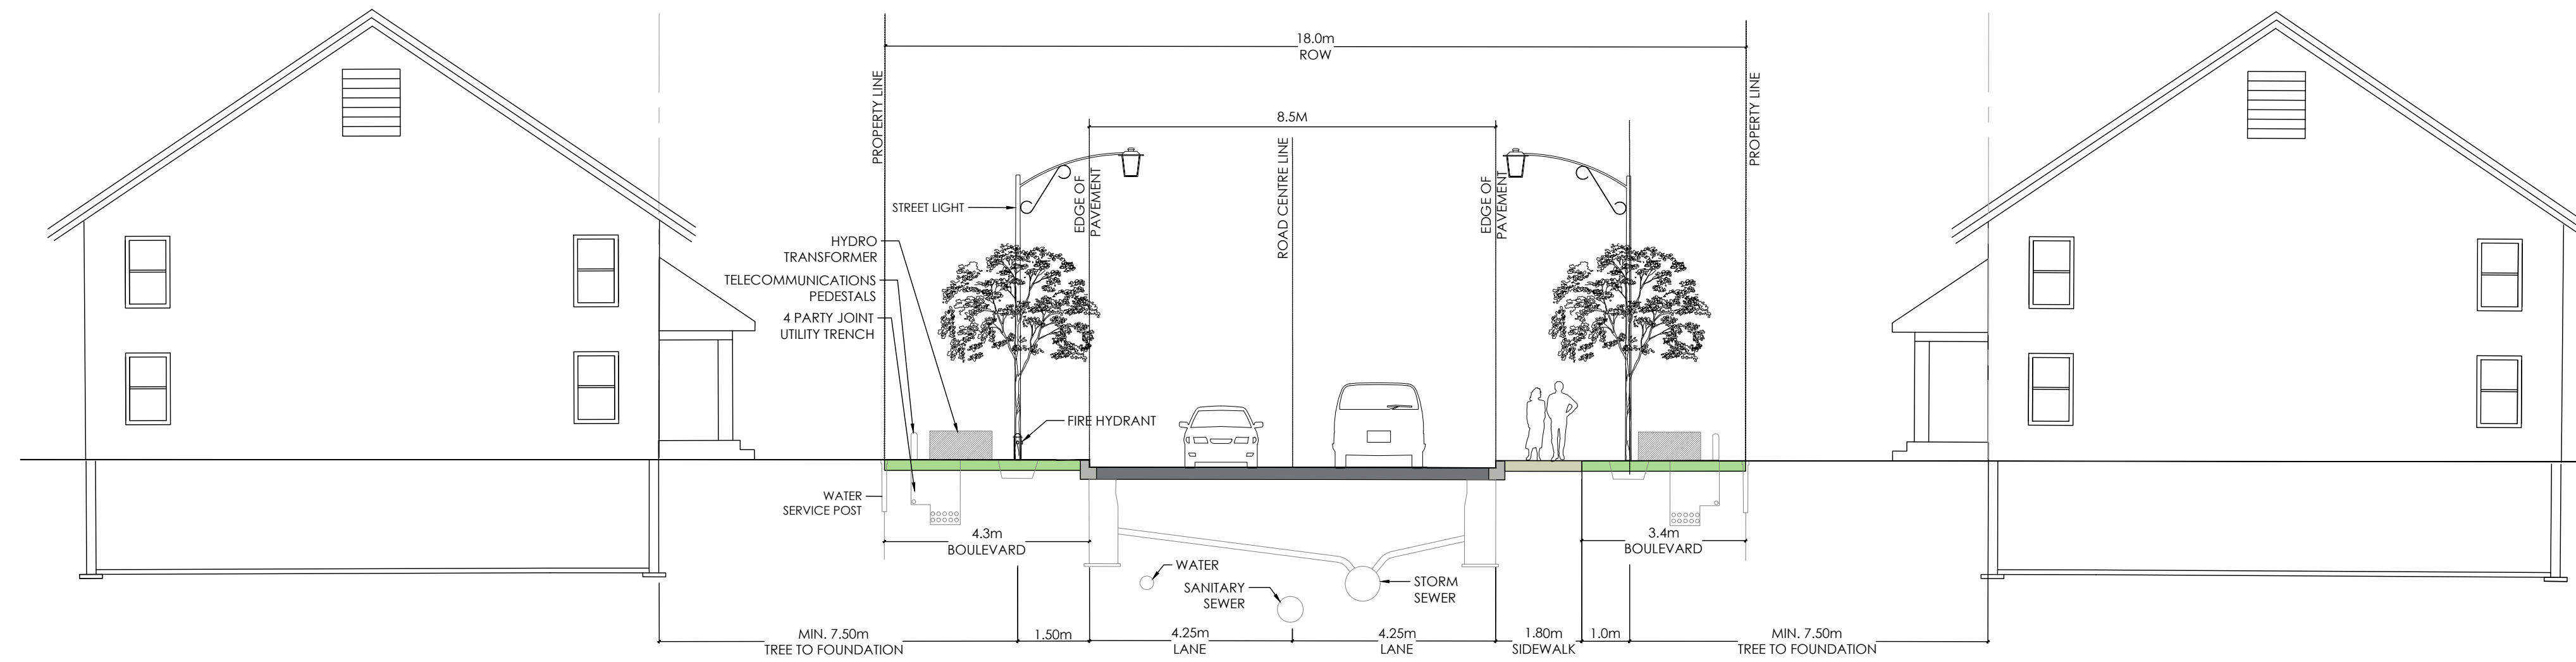 18.0m
ROW
PROPERTY LINE
PROPERTY LINE
8.5M
EDGE OF
PAVEMENT
ROAD CENTRE LINE
EDGE OF
PAVEMENT
STREET LIGHT
HYDRO
TRANSFORMER
TELECOMMUNICATIONS
PEDESTALS
4 PARTY JOINT
UTILITY TRENCH
FIRE HYDRANT
WATER
SERVICE POST
4.3m
BOULEVARD
3.4m
BOULEVARD
WATER
SANITARY
SEWER
STORM
SEWER
MIN. 7.50m
TREE TO FOUNDATION
1.50m
4.25m
LANE
4.25m
LANE
1.80m
SIDEWALK
1.0m
MIN. 7.50m
TREE TO FOUNDATION